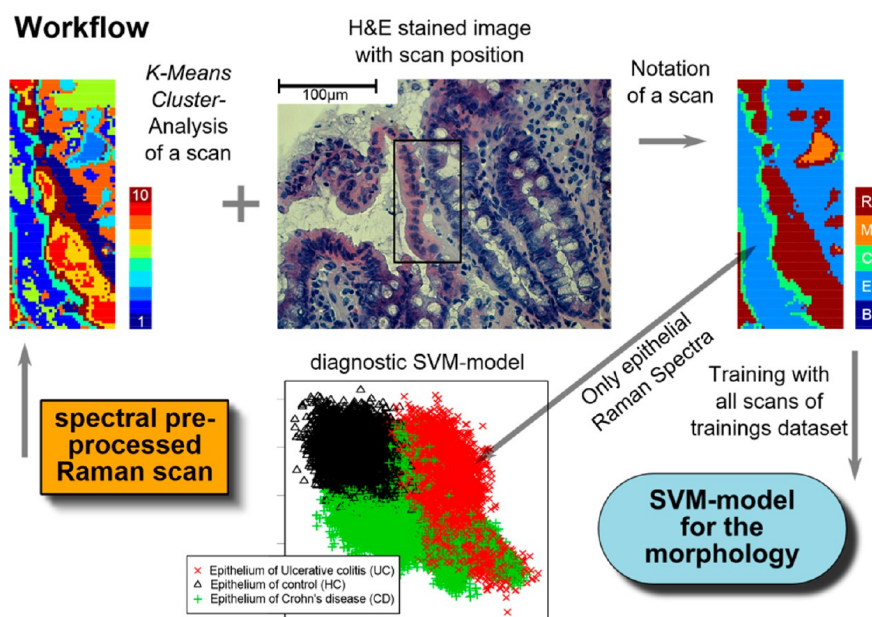 Workflow
K-Means
Cluster-
Analysis
of a scan
10
1
H&E stained image
with scan position
100µm
Notation
of a scan
R
M
C
E
B
spectral pre-
processed
Raman scan
diagnostic SVM-model
× Epithelium of Ulcerative colitis (UC)
△ Epithelium of control (HC)
+ Epithelium of Crohn's disease (CD)
Only epithelial
Raman Spectra
Training with
all scans of
trainings dataset
SVM-model
for the
morphology